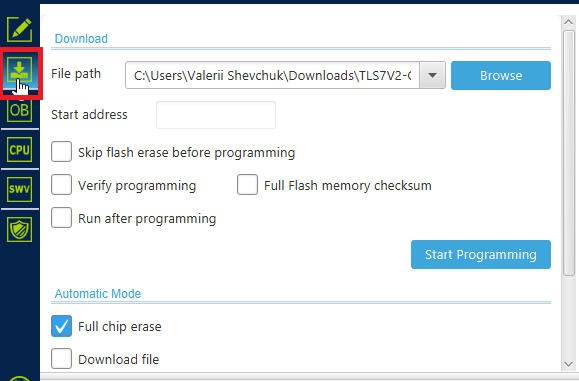 Download
File path
C:\Users\Valerii Shevchuk\Downloads\TLS7V2-
Browse
OB
Start address
CPU
Skip flash erase before programming
SWV
Verify programming
Full Flash memory checksum
Run after programming
Start Programming
Automatic Mode
Full chip erase
Download file